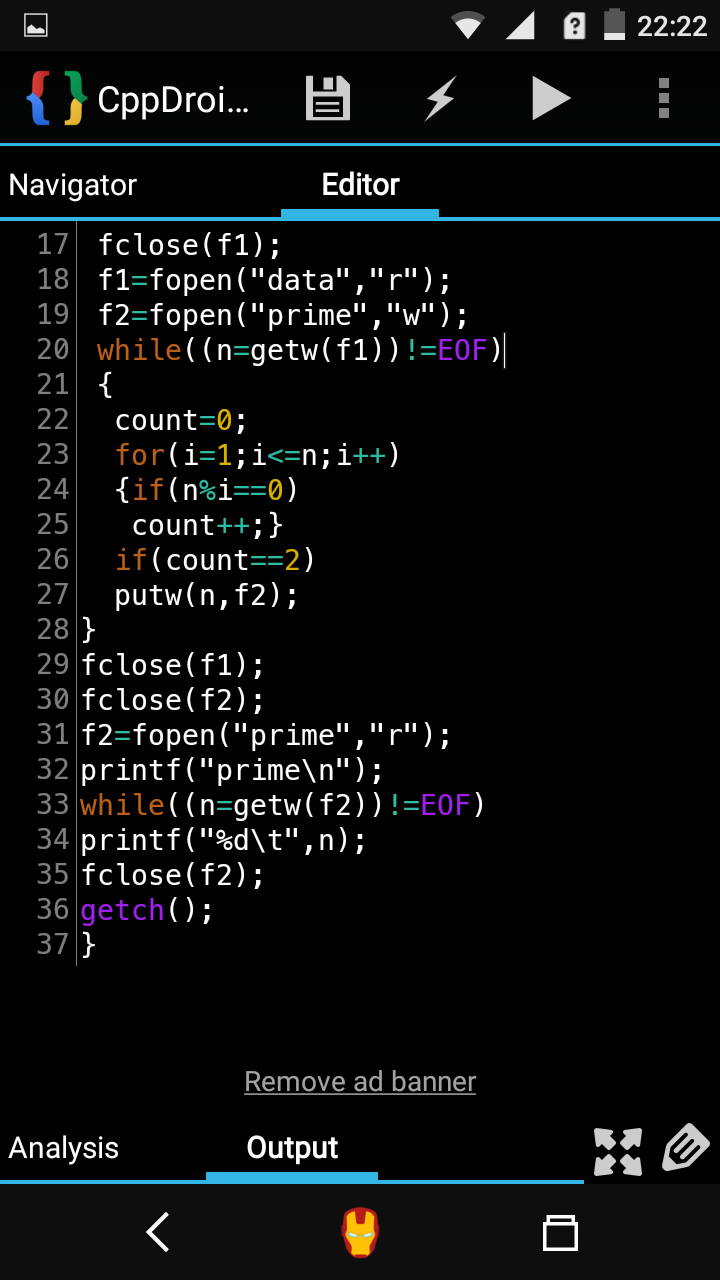 22:22
CppDroi...
Navigator Editor
17 fclose(f1);
18 f1=fopen("data","r");
19 f2=fopen("prime","w");
20 while((n=getw(f1))!=EOF)
21 {
22 count=0;
23 for(i=1;i<=n;i++)
24 {if(n%i==0)
25 count++;}
26 if(count==2)
27 putw(n,f2);
28 }
29 fclose(f1);
30 fclose(f2);
31 f2=fopen("prime","r");
32 printf("prime\n");
33 while((n=getw(f2))!=EOF)
34 printf("%d\t",n);
35 fclose(f2);
36 getch();
37 }
Remove ad banner
Analysis Output